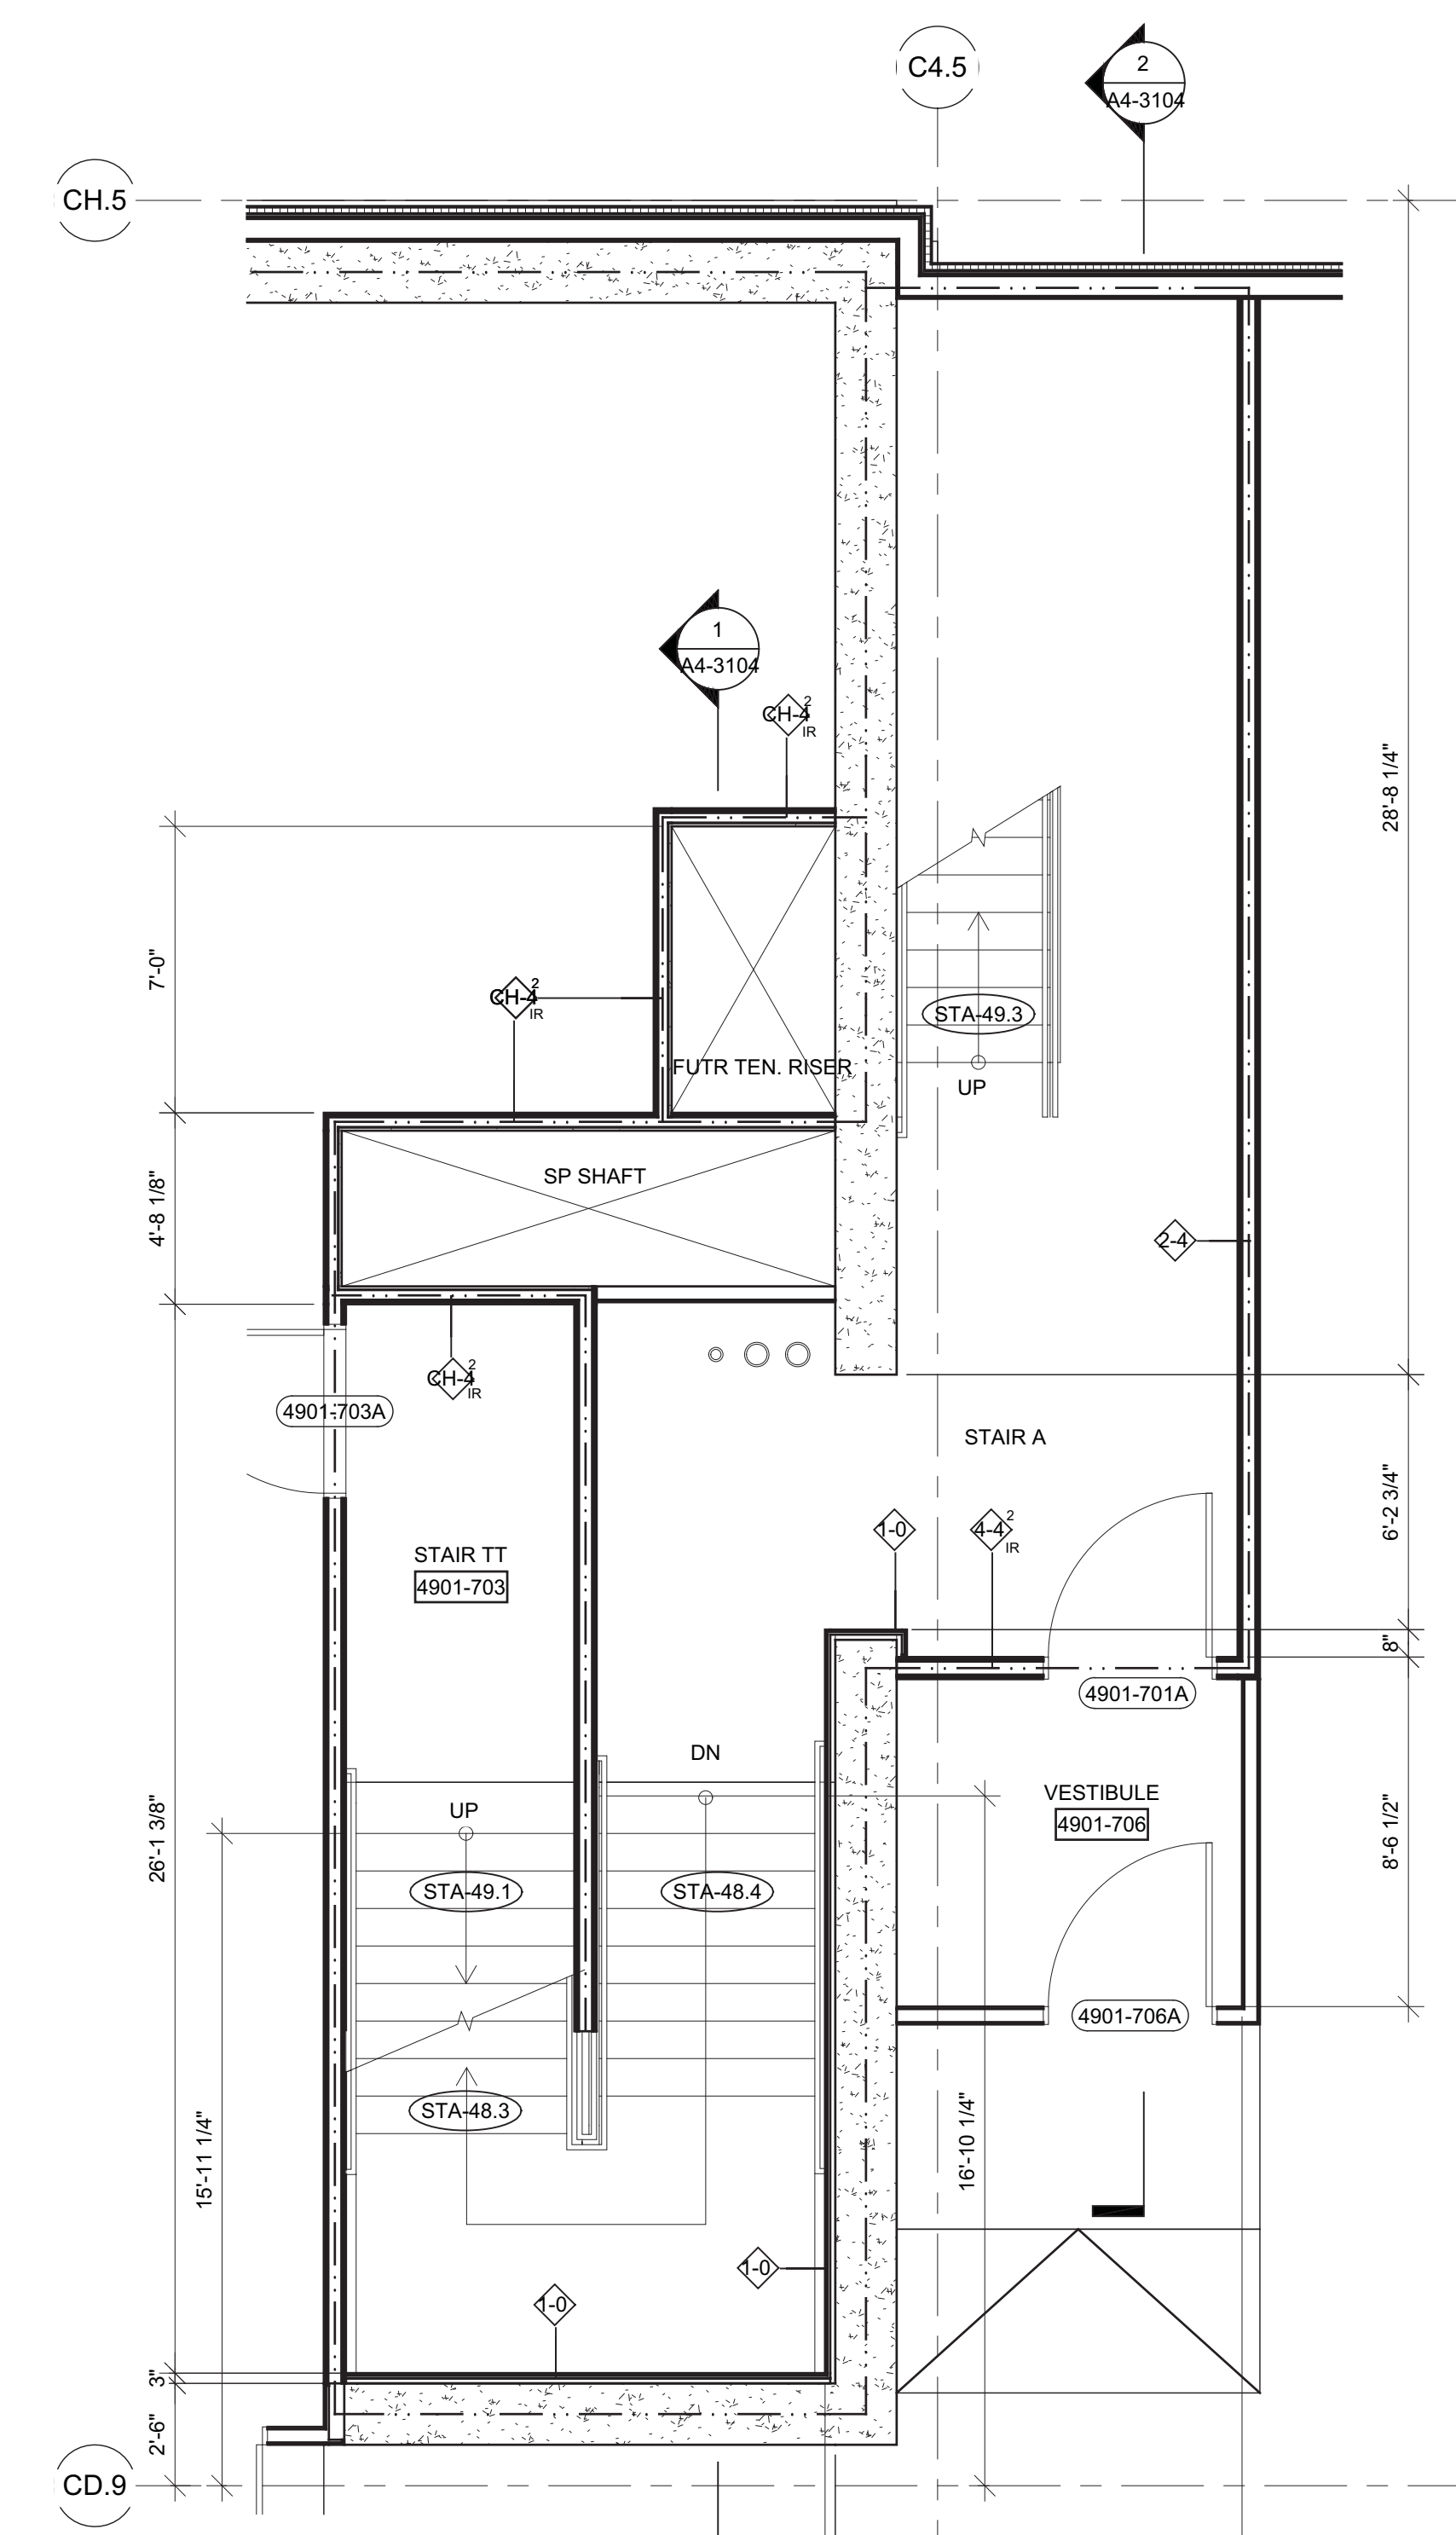 C4.5
2
A4-3104
CH.5
1
A4-3104
CH-4
2
IR
28'-8 1/4"
7'-0"
CH-4
2
IR
STA-49.3
FUTR TEN. RISER
UP
SP SHAFT
4'-8 1/8"
2-4
CH-4
2
IR
4901-703A
STAIR A
6'-2 3/4"
1-0
4-4
2
IR
STAIR TT
4901-703
8"
4901-701A
DN
VESTIBULE
4901-706
UP
26'-1 3/8"
8'-6 1/2"
STA-49.1
STA-48.4
4901-706A
STA-48.3
15'-11 1/4"
16'-10 1/4"
1-0
1-0
3"
2'-6"
CD.9